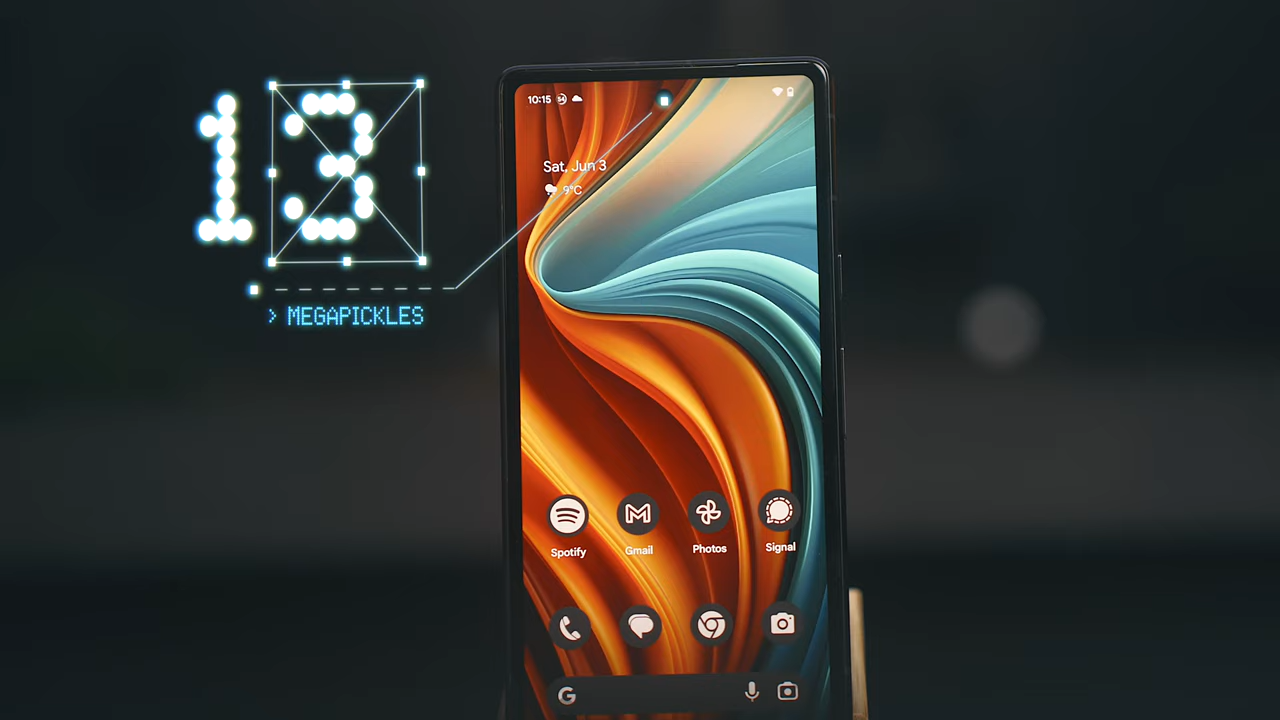 13
> MEGAPICKLES
10:15
Sat, Jun 3
9°C
Spotify
Gmail
Photos
Signal
G